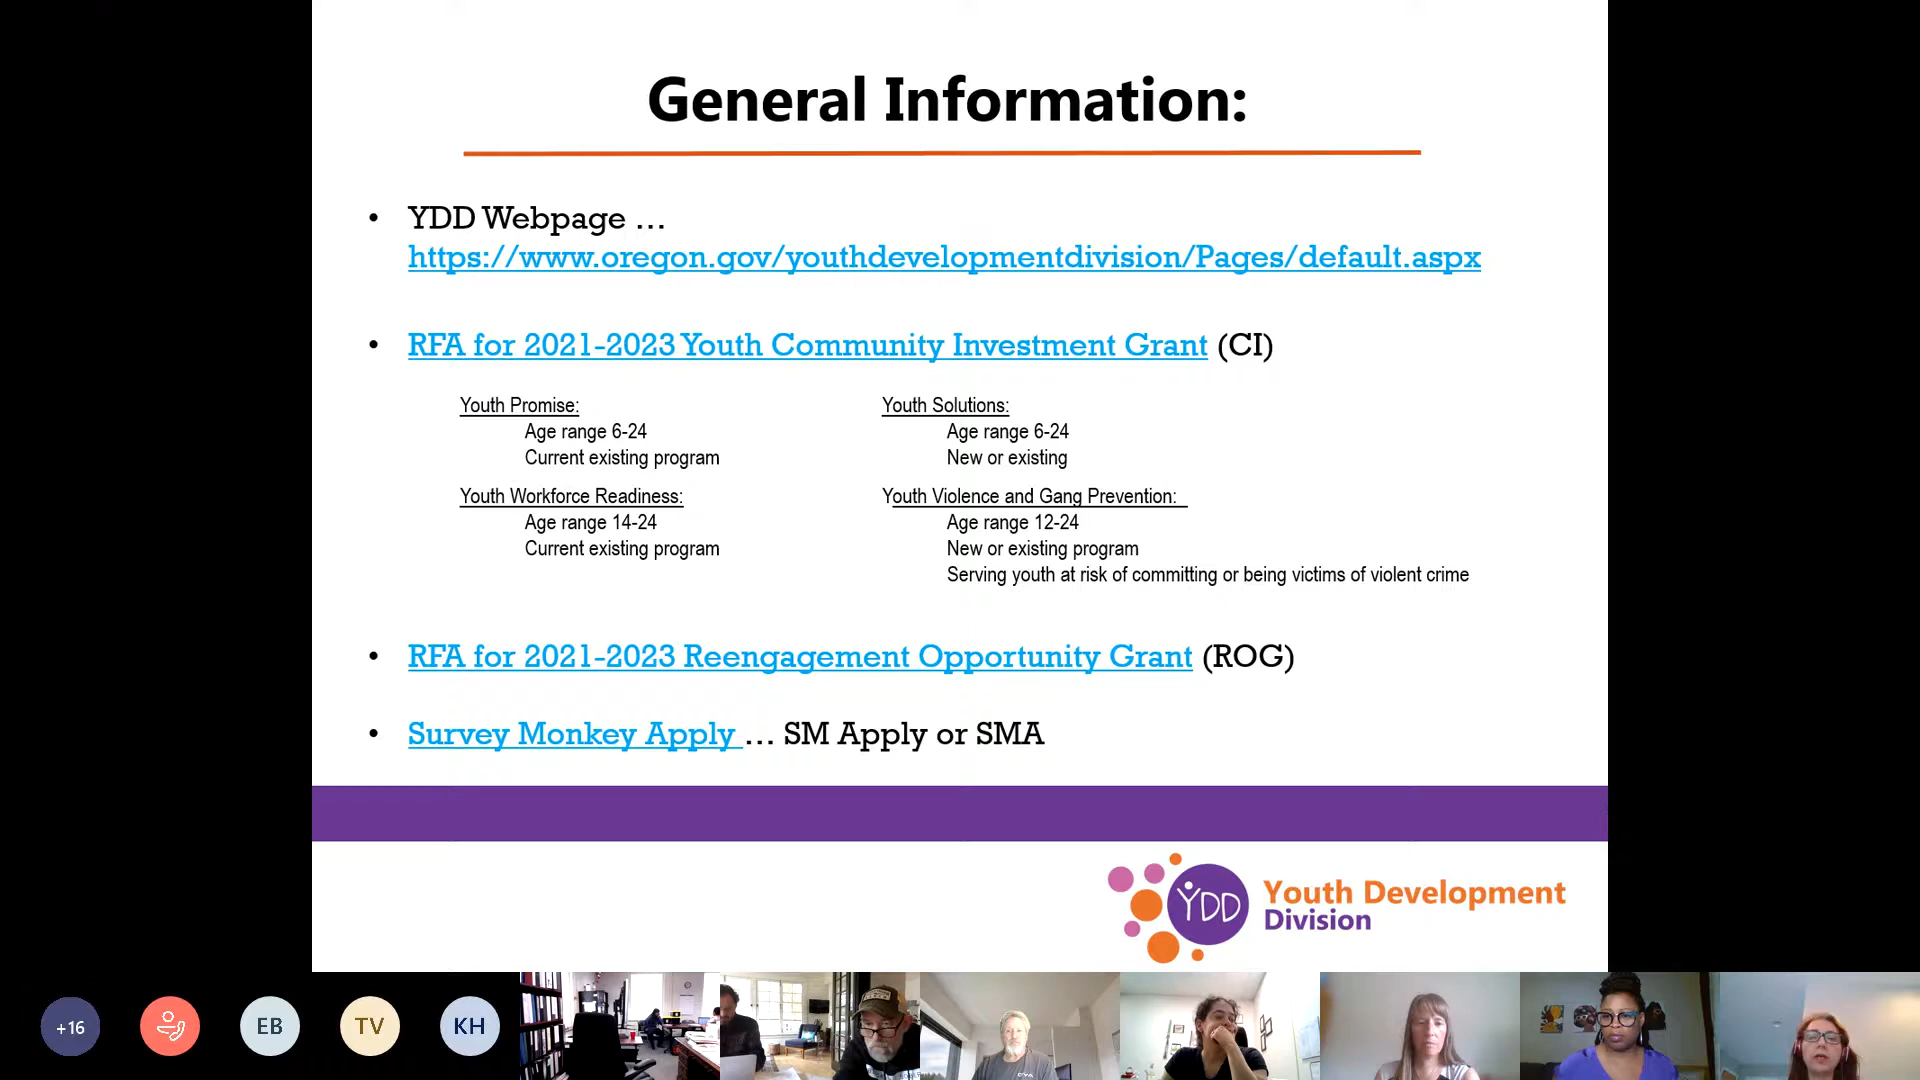 General Information:
• YDD Webpage …
https://www.oregon.gov/youthdevelopmentdivision/Pages/default.aspx
• RFA for 2021-2023 Youth Community Investment Grant (CI)
Youth Promise:
Age range 6-24
Current existing program
Youth Solutions:
Age range 6-24
New or existing
Youth Workforce Readiness:
Age range 14-24
Current existing program
Youth Violence and Gang Prevention:
Age range 12-24
New or existing program
Serving youth at risk of committing or being victims of violent crime
• RFA for 2021-2023 Reengagement Opportunity Grant (ROG)
• Survey Monkey Apply … SM Apply or SMA
YDD
Youth Development
Division
+16
EB
TV
KH